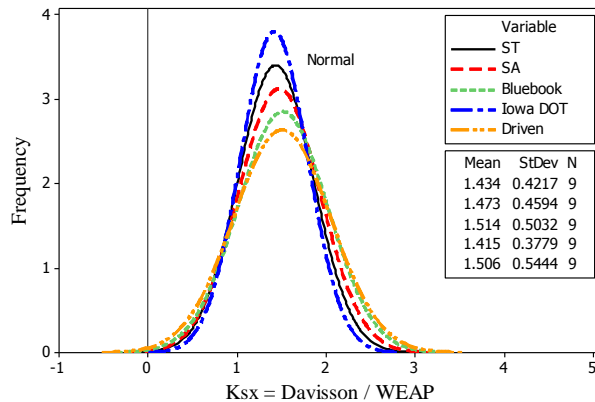 Variable
ST
SA
Bluebook
Iowa DOT
Driven
Normal
Mean StDev N
1.434 0.4217 9
1.473 0.4594 9
1.514 0.5032 9
1.415 0.3779 9
1.506 0.5444 9
Frequency
4
3
2
1
0
-1 0 1 2 3 4 5
Ksx = Davisson / WEAP